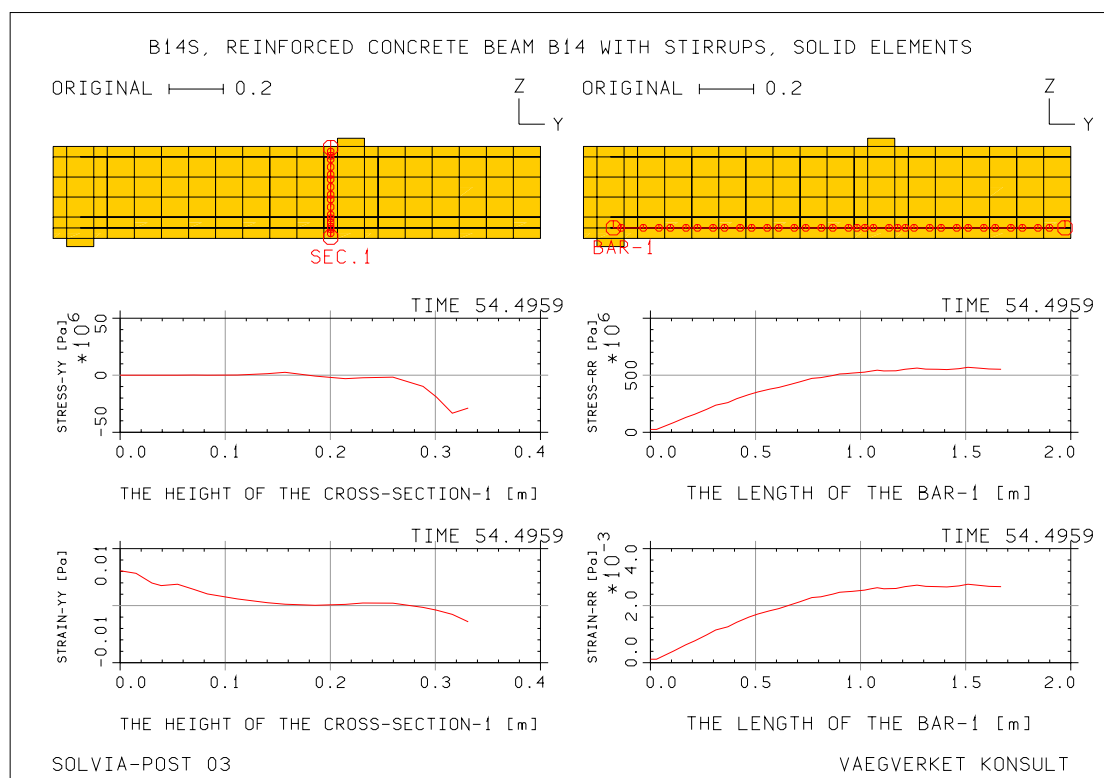 B14S, REINFORCED CONCRETE BEAM B14 WITH STIRRUPS, SOLID ELEMENTS
ORIGINAL 0.2
Z
Y
SEC.1
ORIGINAL 0.2
Z
Y
BAR-1
TIME 54.4959
STRESS-YY [Pa]
*10^6
50
0
-50
0.0 0.1 0.2 0.3 0.4
THE HEIGHT OF THE CROSS-SECTION-1 [m]
TIME 54.4959
STRESS-RR [Pa]
*10^6
500
0
0.0 0.5 1.0 1.5 2.0
THE LENGTH OF THE BAR-1 [m]
TIME 54.4959
STRAIN-YY [Pa]
0.01
-0.01
0.0 0.1 0.2 0.3 0.4
THE HEIGHT OF THE CROSS-SECTION-1 [m]
TIME 54.4959
STRAIN-RR [Pa]
*10^-3
4.0
2.0
0.0
0.0 0.5 1.0 1.5 2.0
THE LENGTH OF THE BAR-1 [m]
SOLVIA-POST 03
VAEGVERKET KONSULT